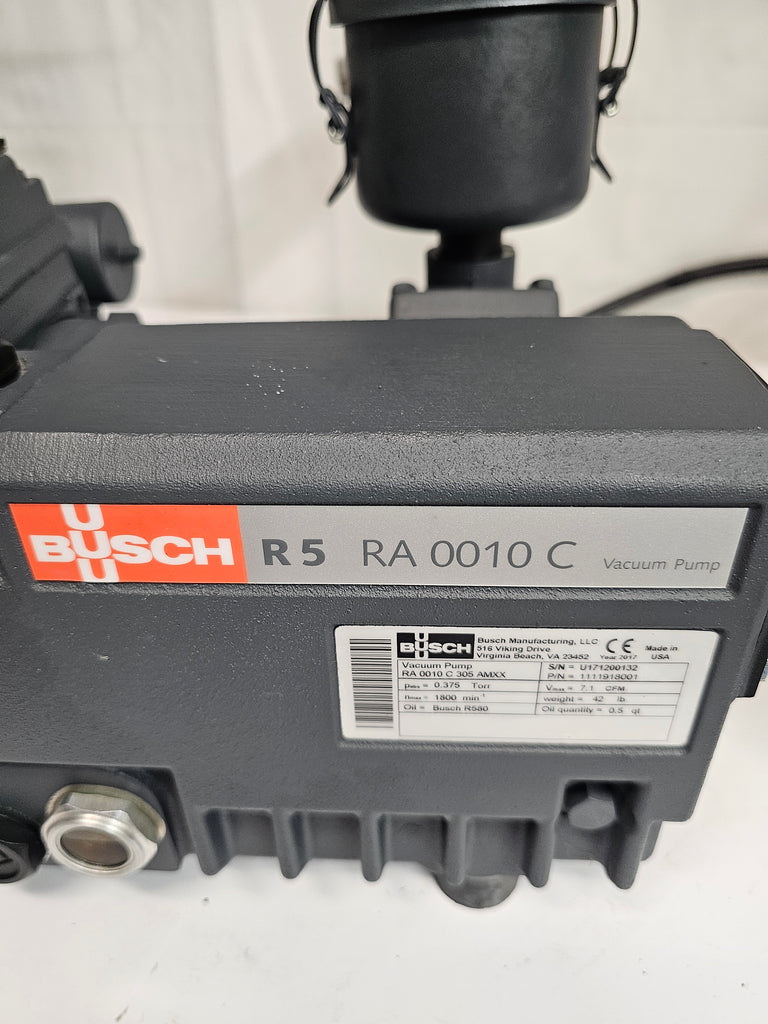 BUSCH
R 5 RA 0010 C Vacuum Pump
BUSCH
Busch Manufacturing, LLC
516 Viking Drive
Virginia Beach, VA 23452
CE
Year 2017
Made in
USA
Vacuum Pump
RA 0010 C 305 AMXX
S/N = U171200132
P/N = 1111918001
pmax = 0.375 Torr
Vmax = 7.1 CFM
nmax = 1800 min⁻¹
weight = 42 lb
Oil = Busch R580
Oil quantity = 0.5 qt